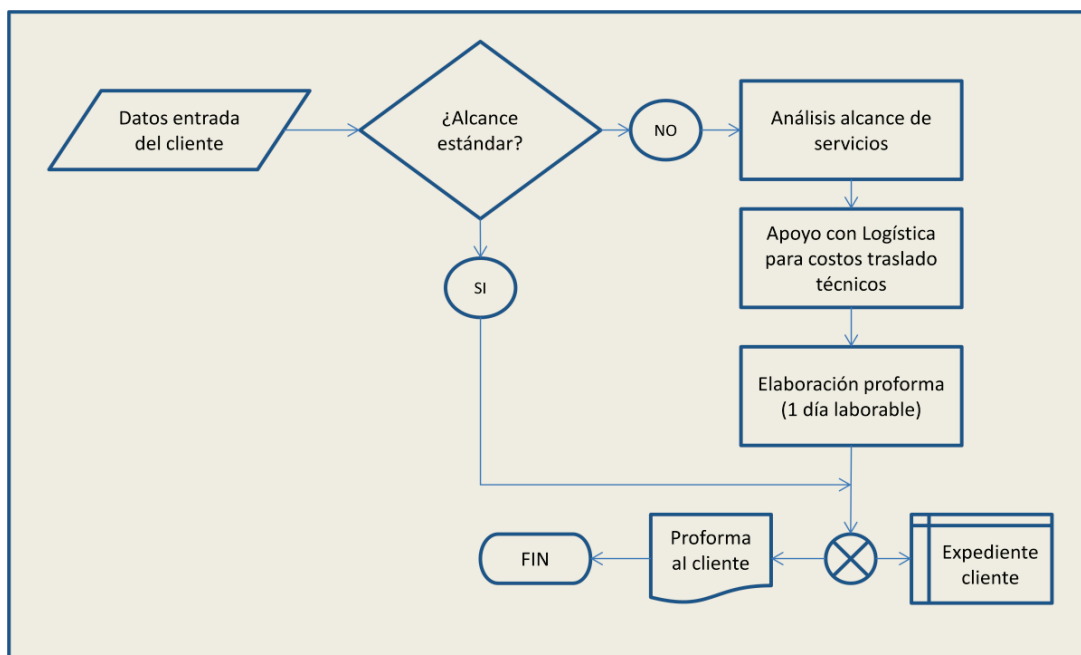 Datos entrada
del cliente
¿Alcance
estándar?
NO
Análisis alcance de
servicios
SI
Apoyo con Logística
para costos traslado
técnicos
Elaboración proforma
(1 día laborable)
FIN
Proforma
al cliente
Expediente
cliente